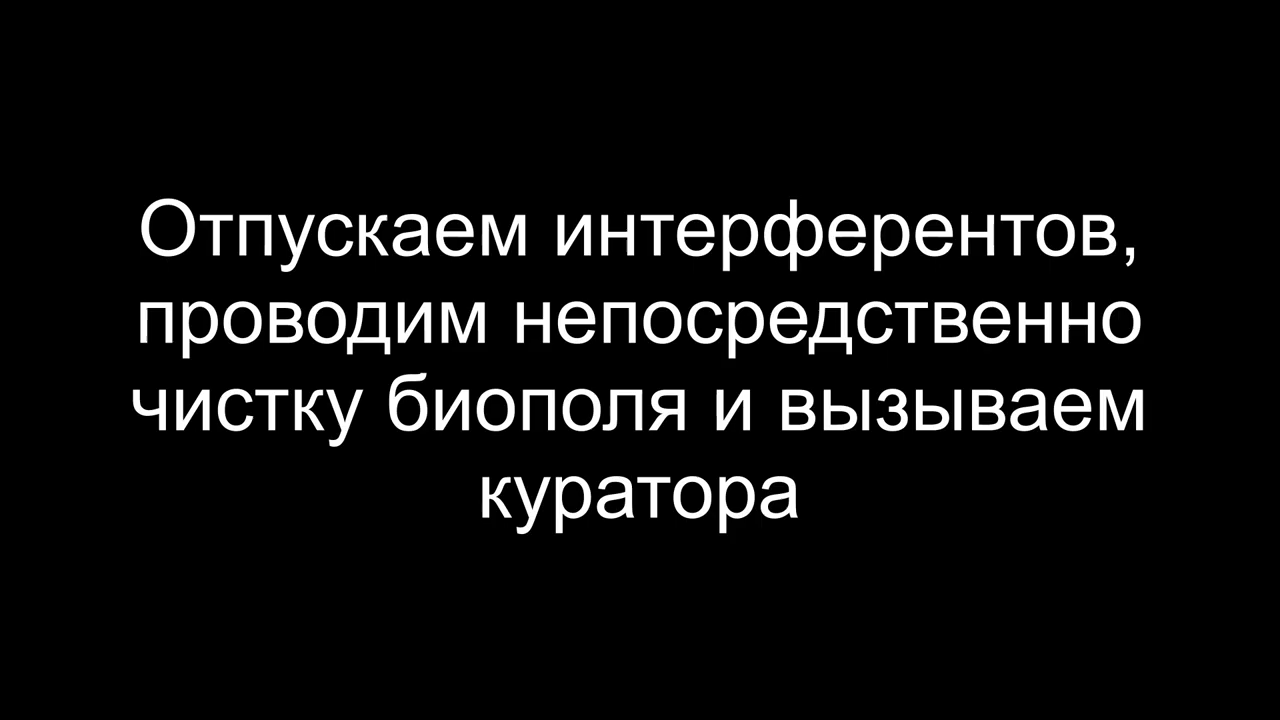 Отпускаем интерферентов,
проводим непосредственно
чистку биополя и вызываем
куратора